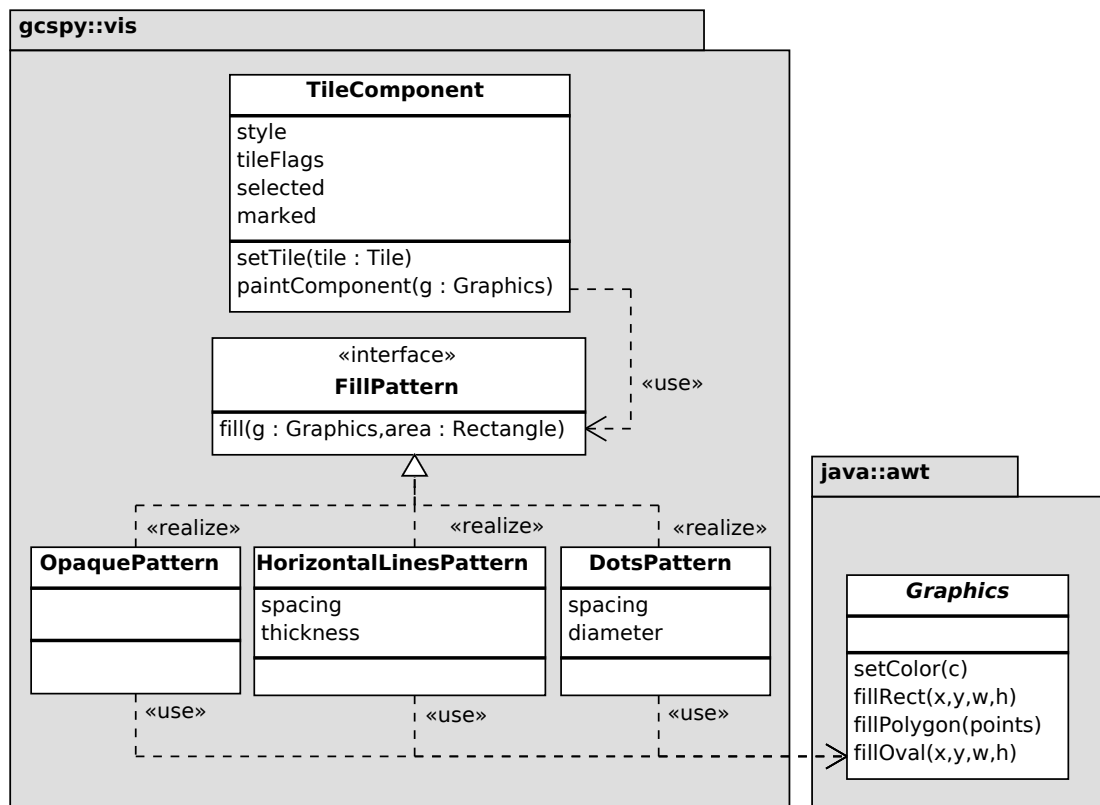 gcspy::vis
TileComponent
style
tileFlags
selected
marked
setTile(tile : Tile)
paintComponent(g : Graphics)
«use»
«interface»
FillPattern
fill(g : Graphics,area : Rectangle)
«realize»
«realize»
«realize»
OpaquePattern
HorizontalLinesPattern
spacing
thickness
DotsPattern
spacing
diameter
«use»
«use»
«use»
java::awt
Graphics
setColor(c)
fillRect(x,y,w,h)
fillPolygon(points)
fillOval(x,y,w,h)